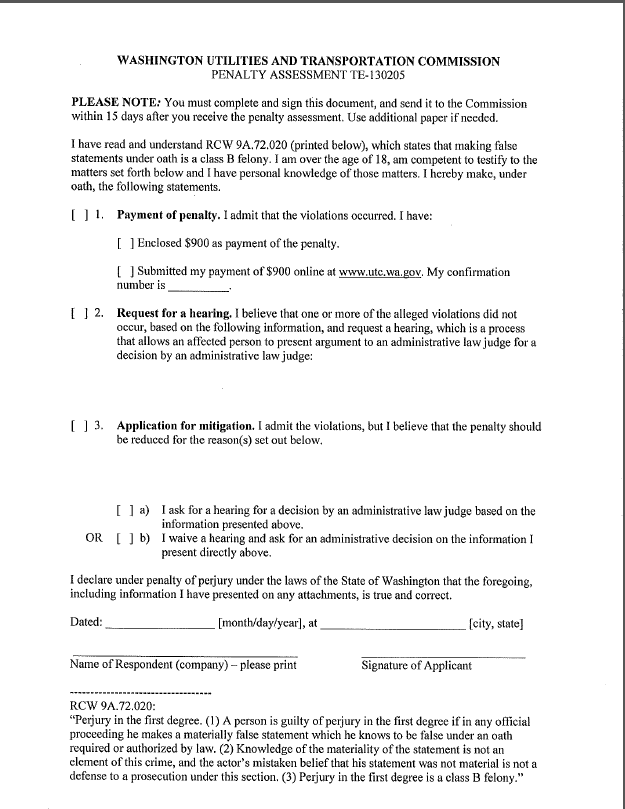 WASHINGTON UTILITIES AND TRANSPORTATION COMMISSION
PENALTY ASSESSMENT TE-130205
PLEASE NOTE: You must complete and sign this document, and send it to the Commission
within 15 days after you receive the penalty assessment. Use additional paper if needed.
I have read and understand RCW 9A.72.020 (printed below), which states that making false
statements under oath is a class B felony. I am over the age of 18, am competent to testify to the
matters set forth below and I have personal knowledge of those matters. I hereby make, under
oath, the following statements.
[ ] 1. Payment of penalty. I admit that the violations occurred. I have:
[ ] Enclosed $900 as payment of the penalty.
[ ] Submitted my payment of $900 online at www.utc.wa.gov. My confirmation
number is __________.
[ ] 2. Request for a hearing. I believe that one or more of the alleged violations did not
occur, based on the following information, and request a hearing, which is a process
that allows an affected person to present argument to an administrative law judge for a
decision by an administrative law judge:
[ ] 3. Application for mitigation. I admit the violations, but I believe that the penalty should
be reduced for the reason(s) set out below.
[ ] a) I ask for a hearing for a decision by an administrative law judge based on the
information presented above.
OR [ ] b) I waive a hearing and ask for an administrative decision on the information I
present directly above.
I declare under penalty of perjury under the laws of the State of Washington that the foregoing,
including information I have presented on any attachments, is true and correct.
Dated: __________________ [month/day/year], at ________________________ [city, state]
Name of Respondent (company) – please print Signature of Applicant
-----------------------------------
RCW 9A.72.020:
“Perjury in the first degree. (1) A person is guilty of perjury in the first degree if in any official
proceeding he makes a materially false statement which he knows to be false under an oath
required or authorized by law. (2) Knowledge of the materiality of the statement is not an
element of this crime, and the actor’s mistaken belief that his statement was not material is not a
defense to a prosecution under this section. (3) Perjury in the first degree is a class B felony.”